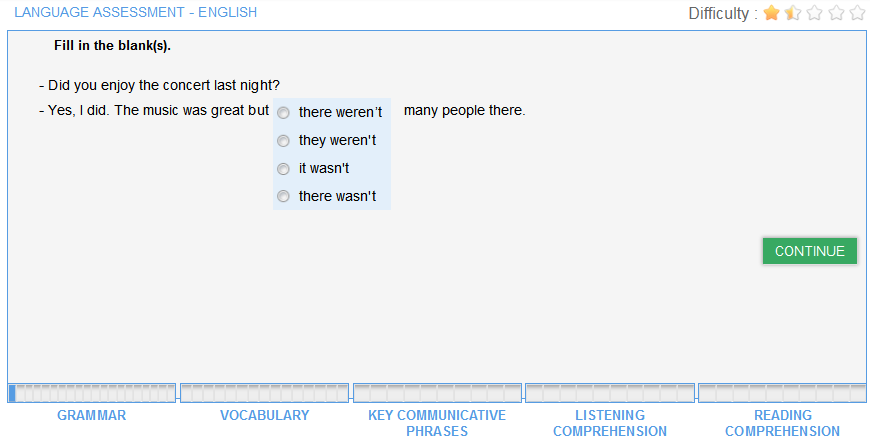 LANGUAGE ASSESSMENT - ENGLISH
Difficulty :
Fill in the blank(s).
- Did you enjoy the concert last night?
- Yes, I did. The music was great but there weren't many people there.
they weren't
it wasn't
there wasn't
CONTINUE
GRAMMAR
VOCABULARY
KEY COMMUNICATIVE
PHRASES
LISTENING
COMPREHENSION
READING
COMPREHENSION